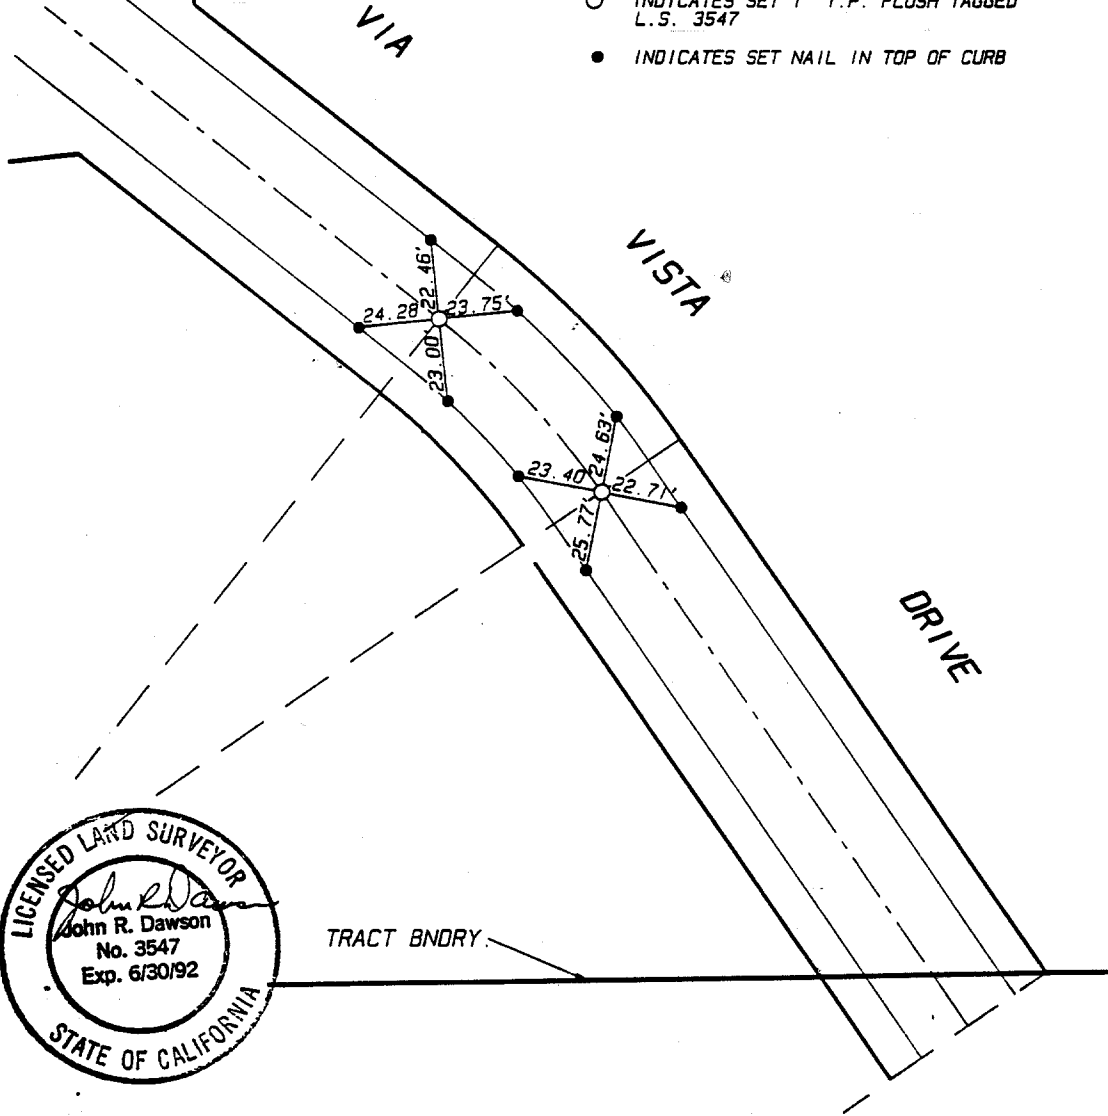 INDICATES SET 1" I.P. FLUSH TAGGED
L.S. 3547
INDICATES SET NAIL IN TOP OF CURB
VIA
VISTA
DRIVE
22.46'
24.28'
23.75'
23.00'
24.63'
23.40'
22.71'
25.77'
TRACT BNDRY.
LICENSED LAND SURVEYOR
John R. Dawson
John R. Dawson
No. 3547
Exp. 6/30/92
STATE OF CALIFORNIA